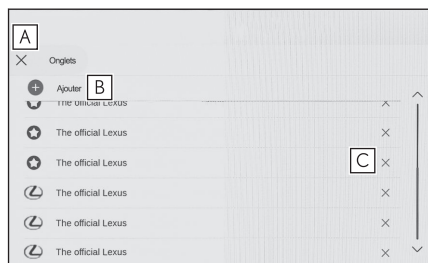 A
Onglets
Ajouter B
The official Lexus
The official Lexus
The official Lexus C
The official Lexus
The official Lexus
The official Lexus